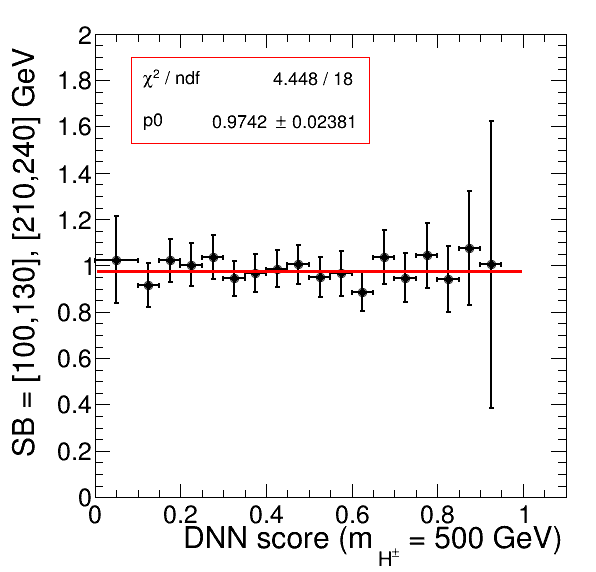 SB = [100,130], [210,240] GeV
χ² / ndf 4.448 / 18
p0 0.9742 ± 0.02381
2
1.8
1.6
1.4
1.2
1
0.8
0.6
0.4
0.2
0
0 0.2 0.4 0.6 0.8 1
DNN score (m_H± = 500 GeV)